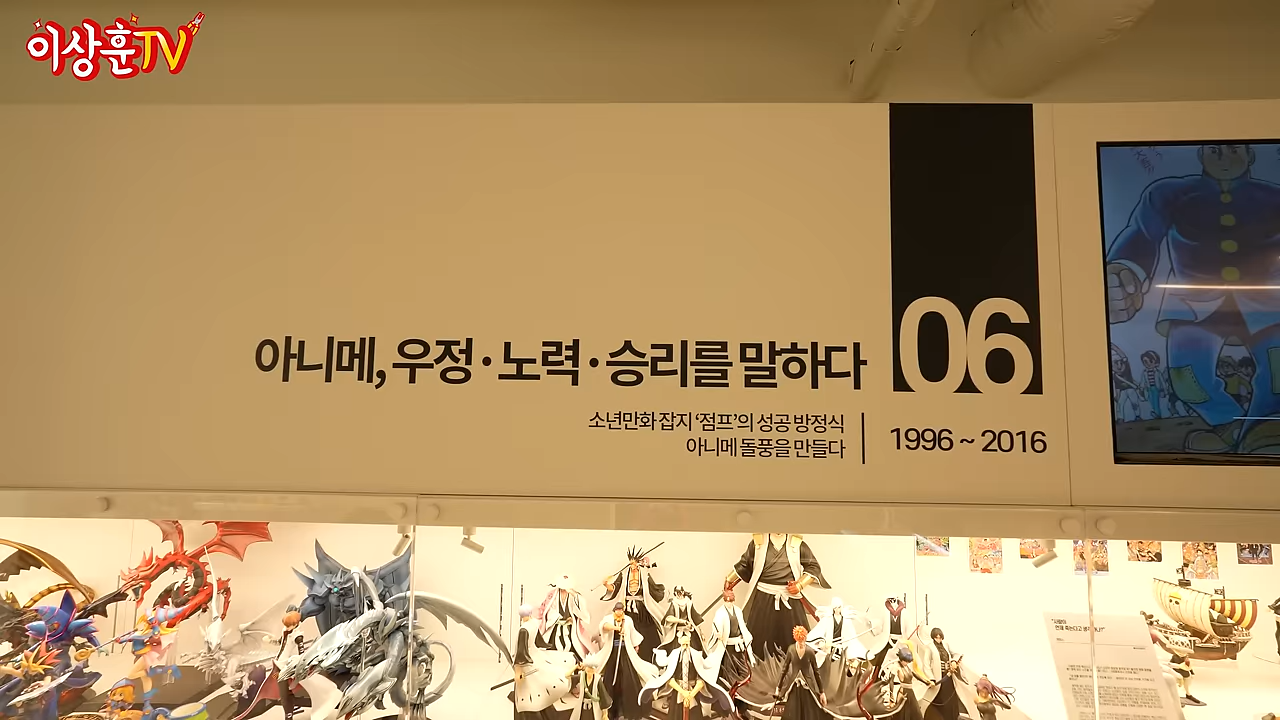 이상훈TV
아니메, 우정·노력·승리를 말하다
06
소년만화 잡지 ‘점프’의 성공 방정식
아니메 돌풍을 만들다
1996 ~ 2016